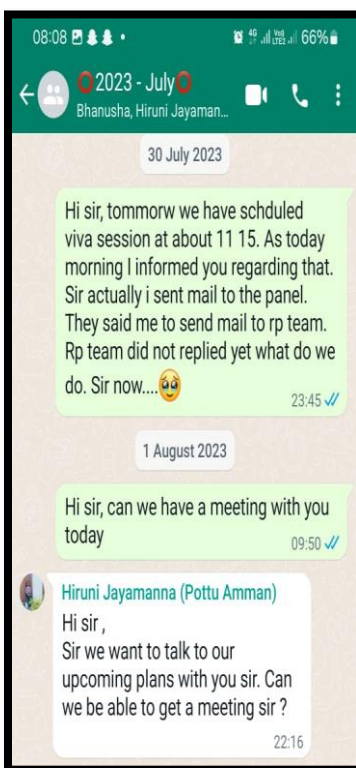 08:08 4G VoD LTE2 66%
⭕2023 - July⭕
Bhanusha, Hiruni Jayaman...
30 July 2023
Hi sir, tommorw we have schduled
viva session at about 11 15. As today
morning I informed you regarding that.
Sir actually i sent mail to the panel.
They said me to send mail to rp team.
Rp team did not replied yet what do we
do. Sir now....🥹
23:45
1 August 2023
Hi sir, can we have a meeting with you
today
09:50
Hiruni Jayamanna (Pottu Amman)
Hi sir ,
Sir we want to talk to our
upcoming plans with you sir. Can
we be able to get a meeting sir ?
22:16